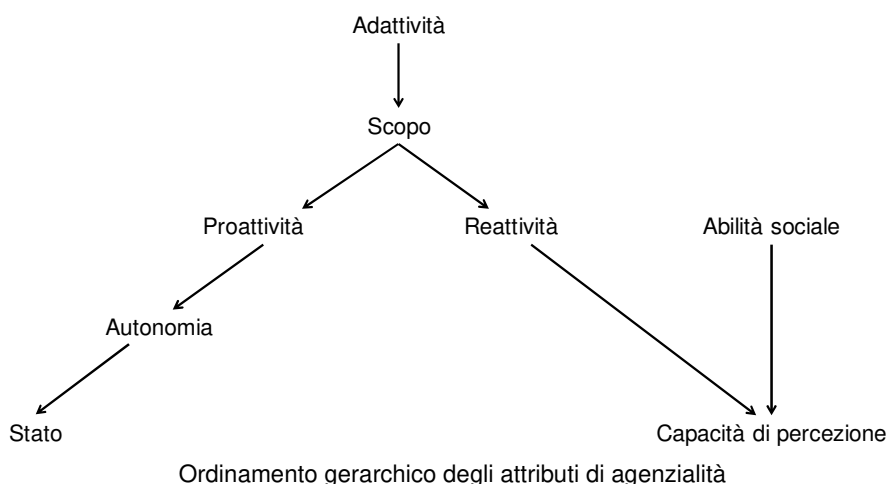 Adattività
Scopo
Proattività
Reattività
Abilità sociale
Autonomia
Stato
Capacità di percezione
Ordinamento gerarchico degli attributi di agenzialità